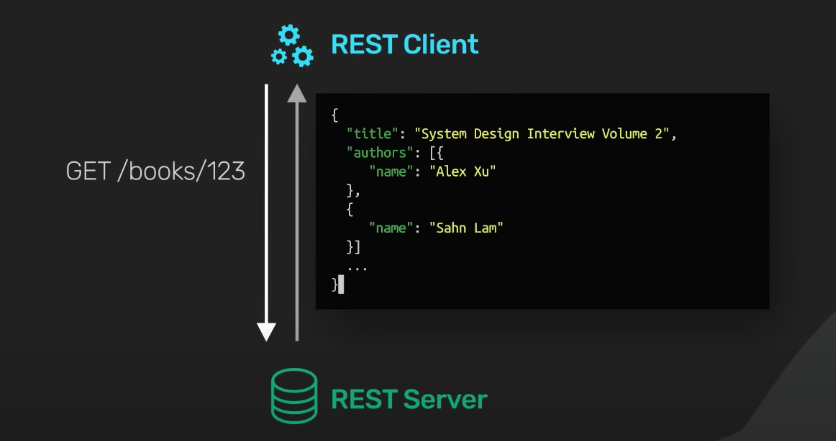 REST Client
GET /books/123
{
"title": "System Design Interview Volume 2",
"authors": [{
"name": "Alex Xu"
},
{
"name": "Sahn Lam"
}]
...
}
REST Server